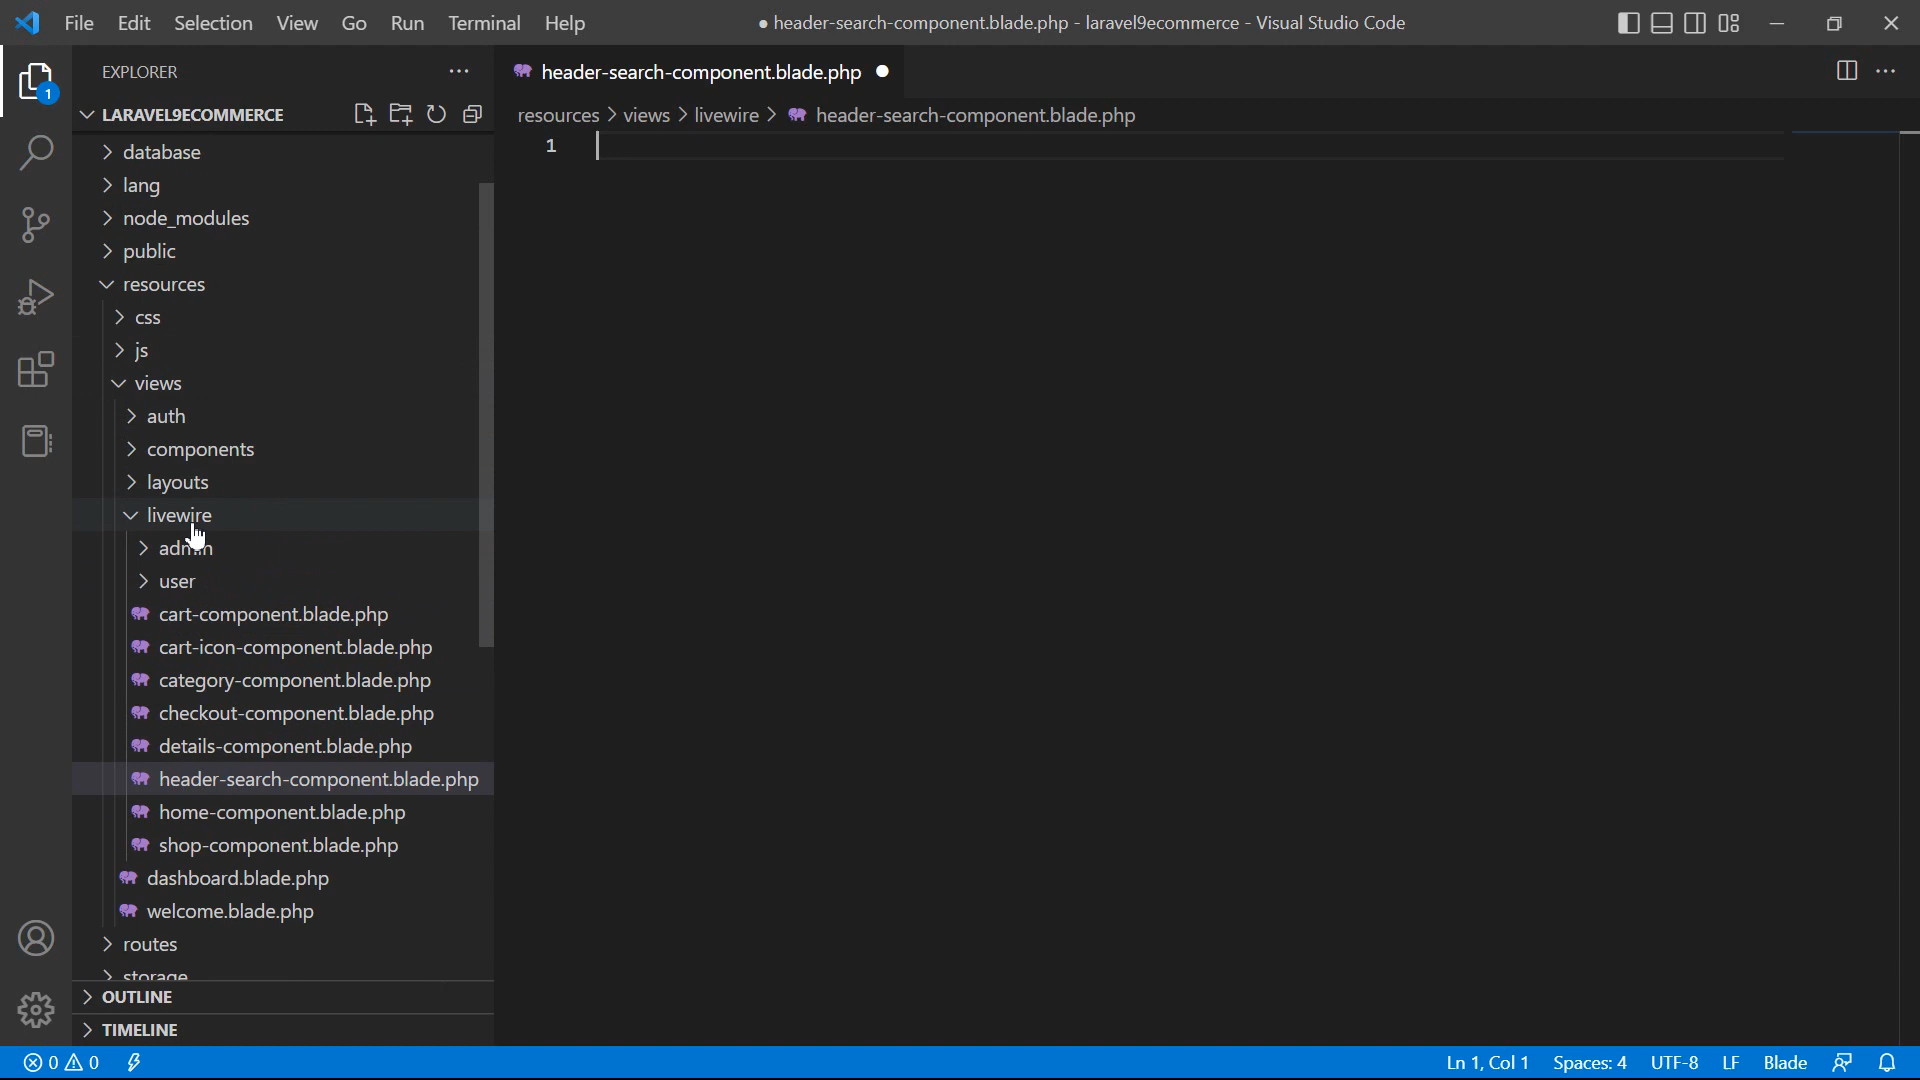 File Edit Selection View Go Run Terminal Help
● header-search-component.blade.php - laravel9ecommerce - Visual Studio Code
1
EXPLORER
LARAVEL9ECOMMERCE
database
lang
node_modules
public
resources
css
js
views
auth
components
layouts
livewire
admin
user
cart-component.blade.php
cart-icon-component.blade.php
category-component.blade.php
checkout-component.blade.php
details-component.blade.php
header-search-component.blade.php
home-component.blade.php
shop-component.blade.php
dashboard.blade.php
welcome.blade.php
routes
storage
OUTLINE
TIMELINE
header-search-component.blade.php
resources > views > livewire > header-search-component.blade.php
1
0 0
Ln 1, Col 1 Spaces: 4 UTF-8 LF Blade